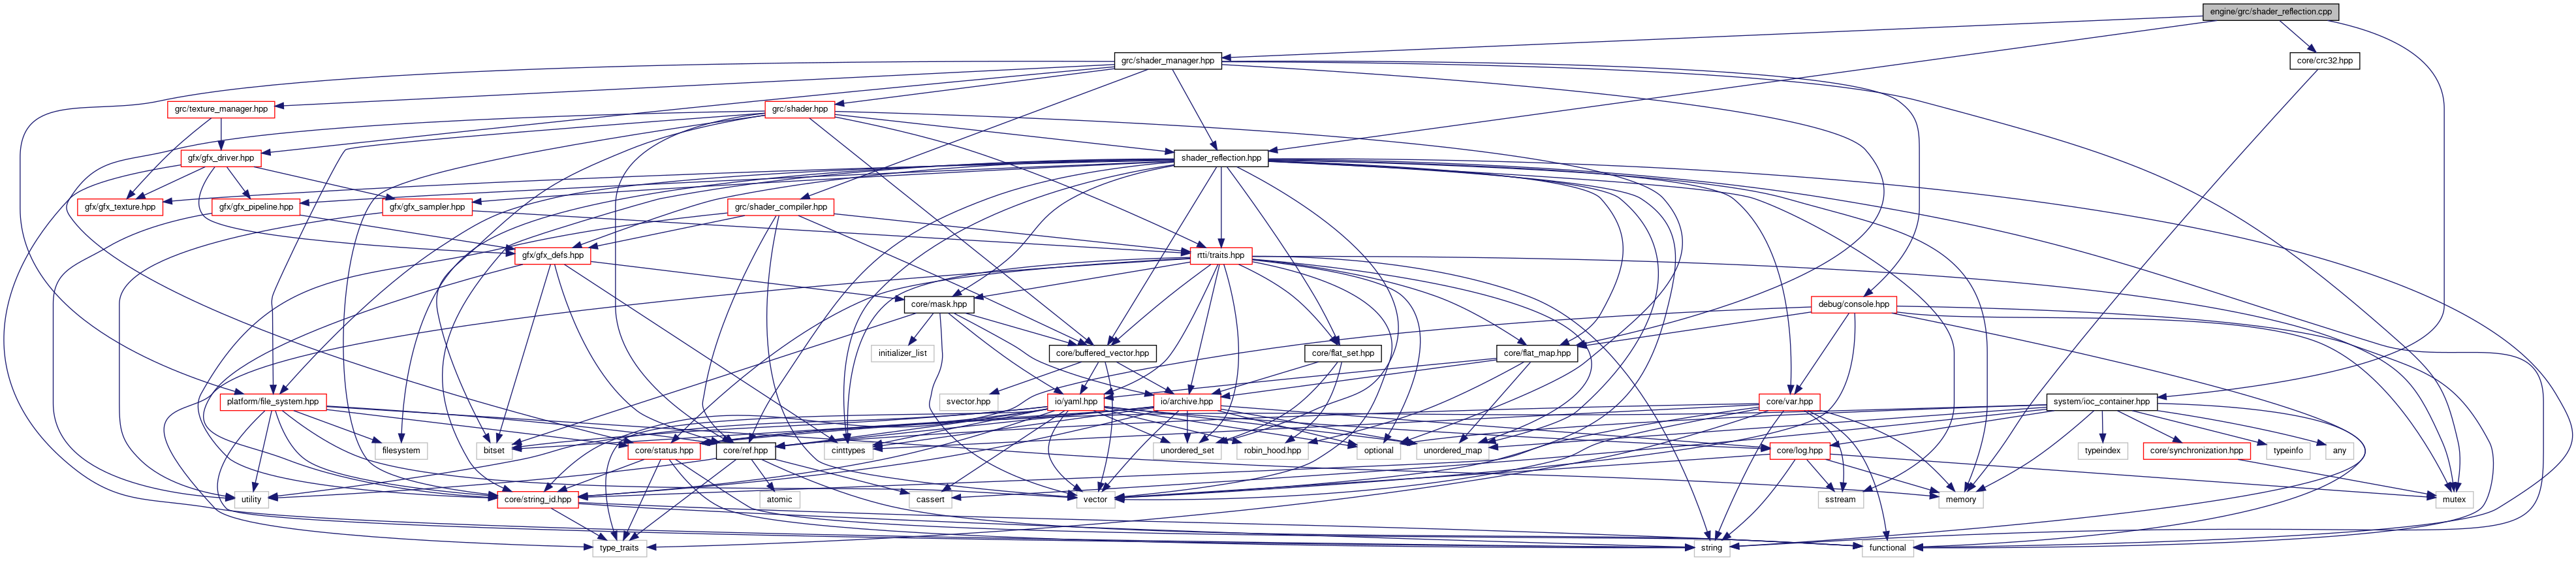 engine/grc/shader_reflection.cpp
grc/shader_manager.hpp
core/crc32.hpp
grc/texture_manager.hpp
grc/shader.hpp
gfx/gfx_driver.hpp
shader_reflection.hpp
gfx/gfx_texture.hpp
gfx/gfx_pipeline.hpp
gfx/gfx_sampler.hpp
grc/shader_compiler.hpp
gfx/gfx_defs.hpp
rtti/traits.hpp
core/mask.hpp
debug/console.hpp
initializer_list
core/buffered_vector.hpp
core/flat_set.hpp
core/flat_map.hpp
platform/file_system.hpp
svector.hpp
io/yaml.hpp
io/archive.hpp
core/var.hpp
system/ioc_container.hpp
filesystem
bitset
core/status.hpp
core/ref.hpp
cinttypes
unordered_set
robin_hood.hpp
optional
unordered_map
core/log.hpp
typeindex
core/synchronization.hpp
typeinfo
any
utility
core/string_id.hpp
atomic
cassert
vector
sstream
memory
mutex
type_traits
string
functional